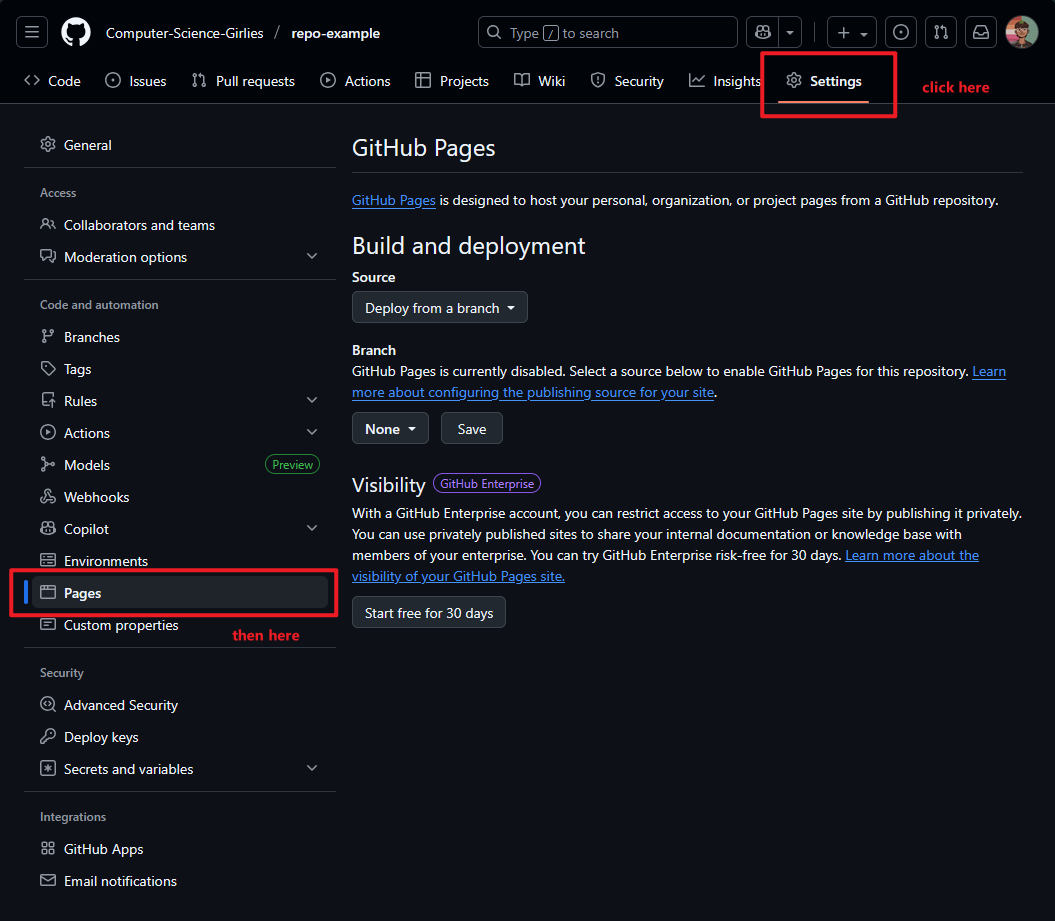 Computer-Science-Girlies / repo-example
Type / to search
Code Issues Pull requests Actions Projects Wiki Security Insights Settings
click here
General
Access
Collaborators and teams
Moderation options
Code and automation
Branches
Tags
Rules
Actions
Models Preview
Webhooks
Copilot
Environments
Pages
Custom properties
then here
Security
Advanced Security
Deploy keys
Secrets and variables
Integrations
GitHub Apps
Email notifications
GitHub Pages
GitHub Pages is designed to host your personal, organization, or project pages from a GitHub repository.
Build and deployment
Source
Deploy from a branch
Branch
GitHub Pages is currently disabled. Select a source below to enable GitHub Pages for this repository. Learn
more about configuring the publishing source for your site.
None Save
Visibility GitHub Enterprise
With a GitHub Enterprise account, you can restrict access to your GitHub Pages site by publishing it privately.
You can use privately published sites to share your internal documentation or knowledge base with
members of your enterprise. You can try GitHub Enterprise risk-free for 30 days. Learn more about the
visibility of your GitHub Pages site.
Start free for 30 days